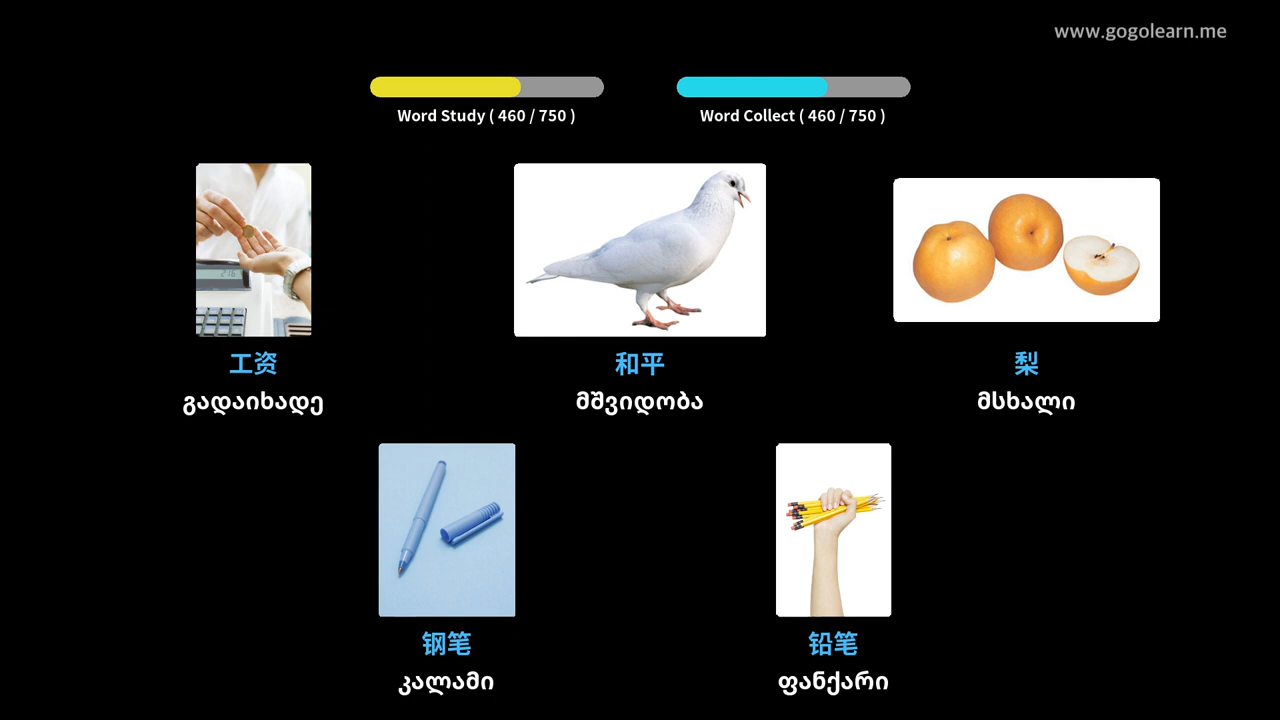 www.gogolearn.me
Word Study ( 460 / 750 )
Word Collect ( 460 / 750 )
工资
გადაიხადე
和平
მშვიდობა
梨
მსხალი
钢笔
კალამი
铅笔
ფანქარი